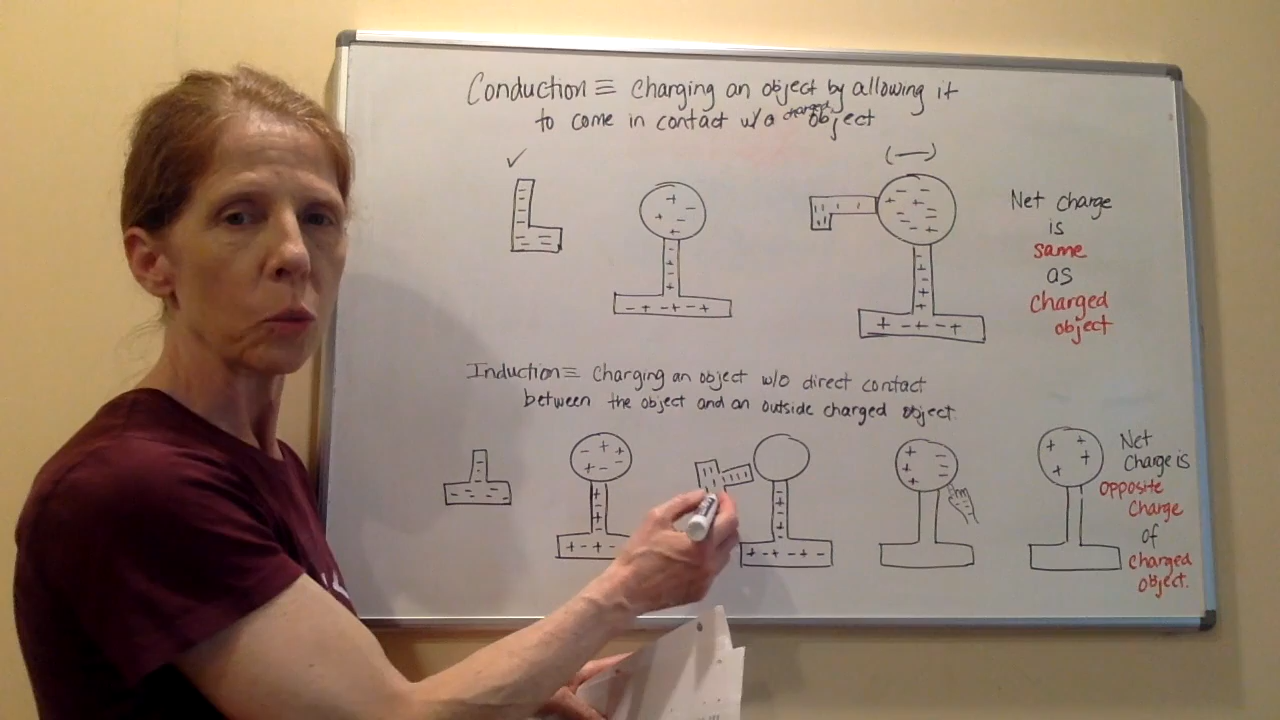 Conduction ≡ Charging an object by allowing it
to come in contact w/a charged object
Net charge
is
same
as
Charged
object
Induction ≡ Charging an object w/o direct contact
between the object and an outside charged object.
Net
Charge is
opposite
Charge
of
Charged
object.